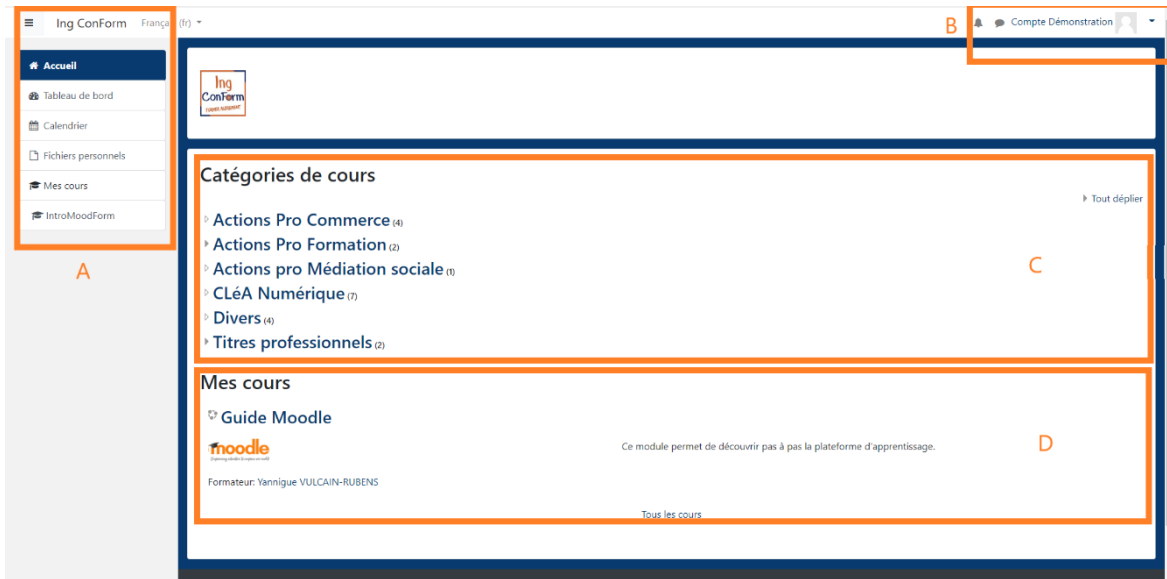 Ing ConForm Françai (fr)
B
Compte Démonstration
Accueil
Tableau de bord
Calendrier
Fichiers personnels
Mes cours
IntroMoodForm
A
Ing
ConForm
Catégories de cours
Tout déplier
Actions Pro Commerce (4)
Actions Pro Formation (2)
Actions pro Médiation sociale (1)
C
CLéA Numérique (7)
Divers (4)
Titres professionnels (2)
Mes cours
Guide Moodle
moodle
Ce module permet de découvrir pas à pas la plateforme d'apprentissage.
D
Formateur: Yannigue VULCAIN-RUBENS
Tous les cours